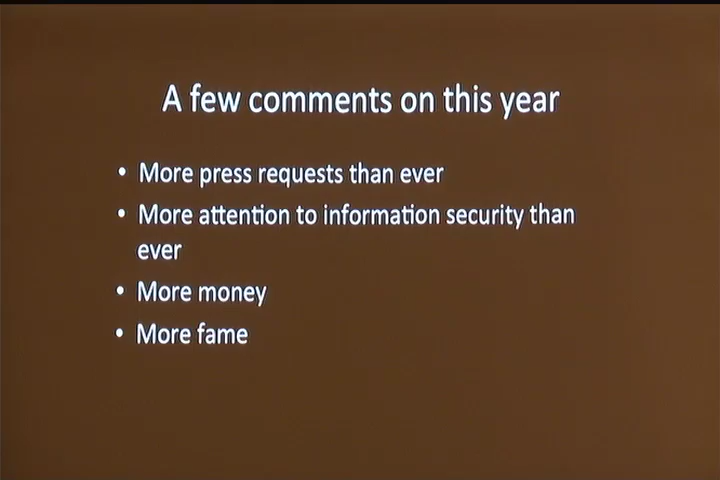 A few comments on this year
• More press requests than ever
• More attention to information security than
ever
• More money
• More fame